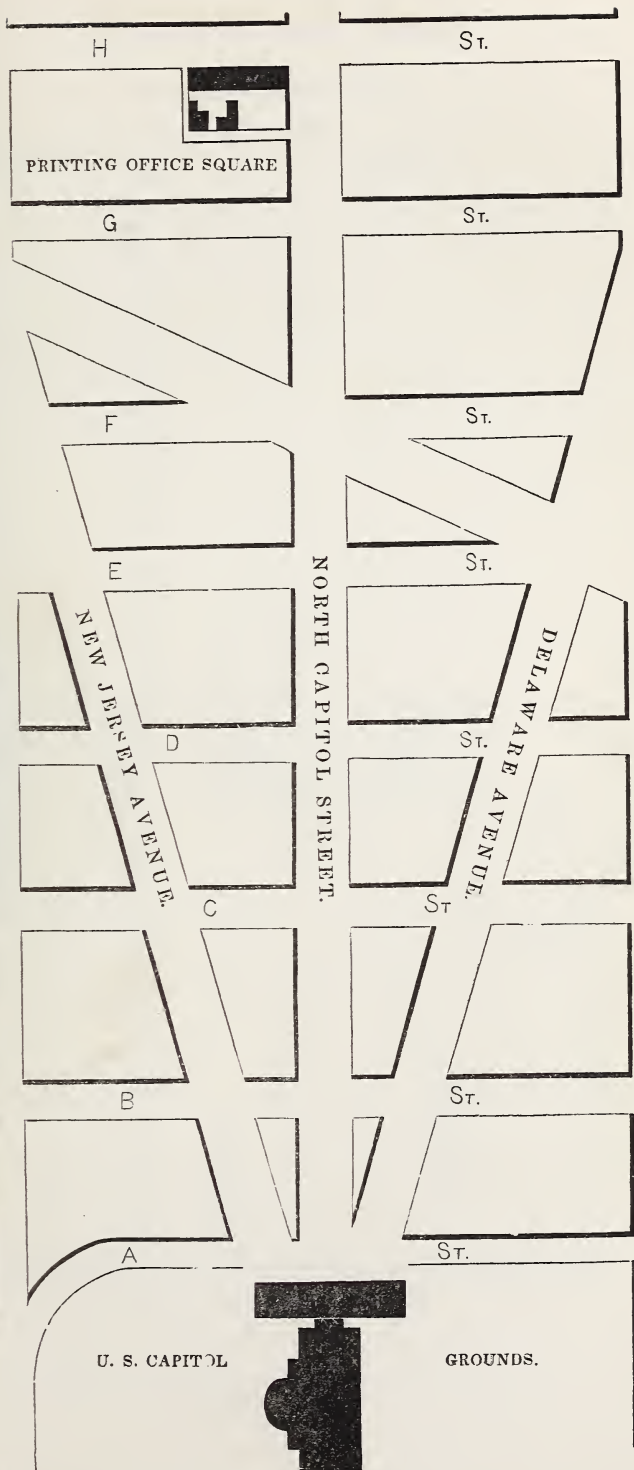 H St.
PRINTING OFFICE SQUARE
G St.
F St.
E St.
NEW JERSEY AVENUE.
NORTH CAPITOL STREET.
DELAWARE AVENUE.
D St.
C St
B St.
A St.
U. S. CAPITOL GROUNDS.